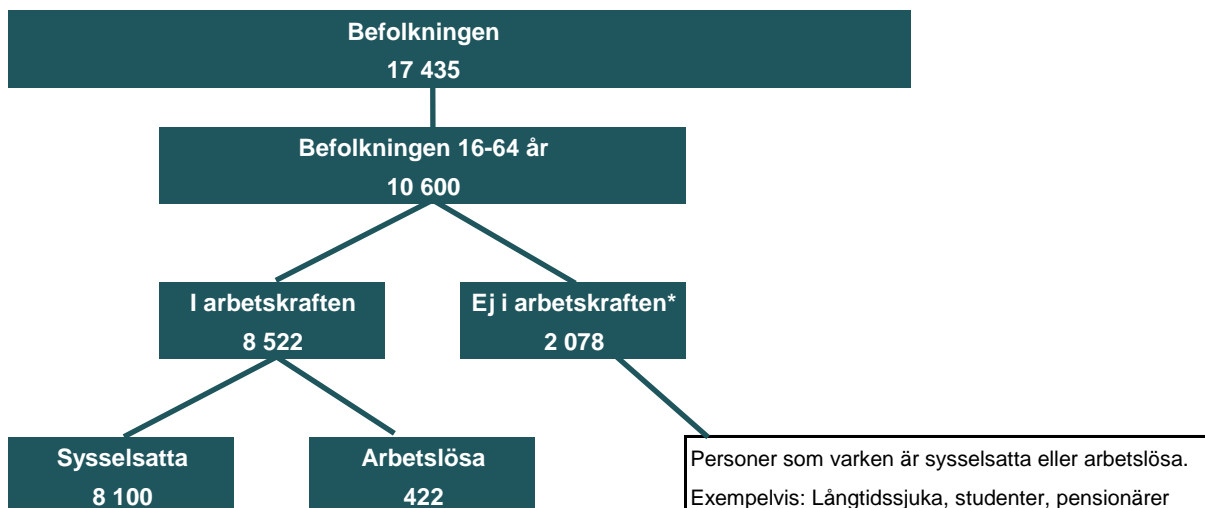 Befolkningen
17 435
Befolkningen 16-64 år
10 600
I arbetskraften
8 522
Ej i arbetskraften*
2 078
Sysselsatta
8 100
Arbetslösa
422
Personer som varken är sysselsatta eller arbetslösa.
Exempelvis: Långtidssjuka, studenter, pensionärer